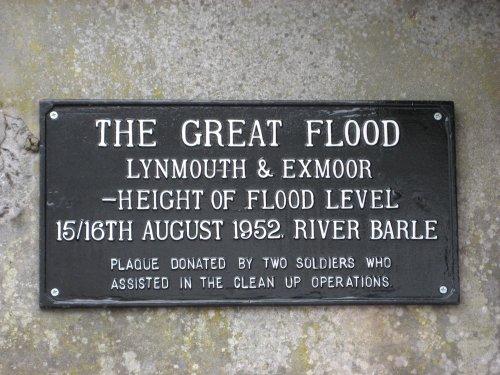 THE GREAT FLOOD
LYNMOUTH & EXMOOR
-HEIGHT OF FLOOD LEVEL
15/16TH AUGUST 1952. RIVER BARLE
PLAQUE DONATED BY TWO SOLDIERS WHO
ASSISTED IN THE CLEAN UP OPERATIONS